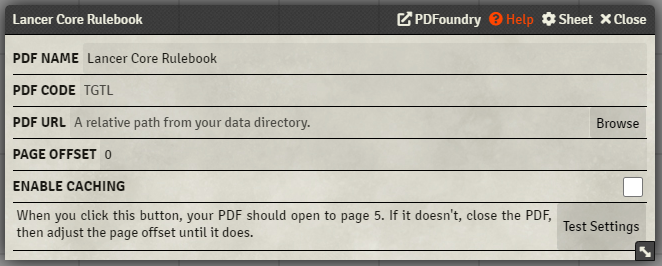 Lancer Core Rulebook PDFoundry Help Sheet Close
PDF NAME Lancer Core Rulebook
PDF CODE TGTL
PDF URL A relative path from your data directory. Browse
PAGE OFFSET 0
ENABLE CACHING
When you click this button, your PDF should open to page 5. If it doesn't, close the PDF,
then adjust the page offset until it does.
Test Settings